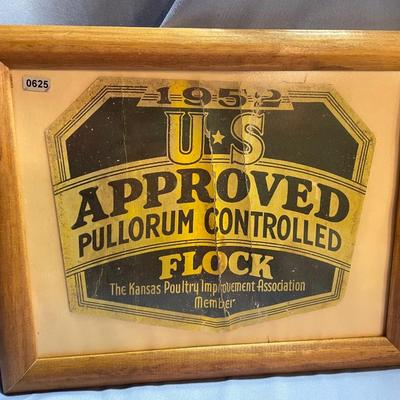 0625
1952
U★S
APPROVED
PULLORUM CONTROLLED
FLOCK
The Kansas Poultry Improvement Association
Member